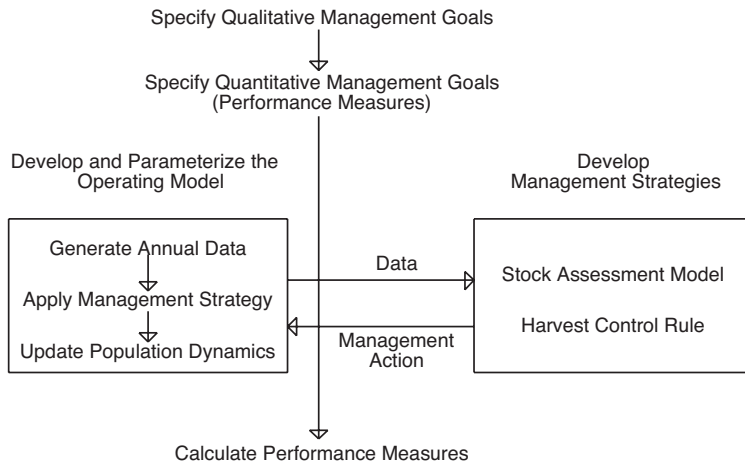 Specify Qualitative Management Goals
Specify Quantitative Management Goals
(Performance Measures)
Develop and Parameterize the
Operating Model
Develop
Management Strategies
Generate Annual Data
Apply Management Strategy
Update Population Dynamics
Data
Management
Action
Stock Assessment Model
Harvest Control Rule
Calculate Performance Measures